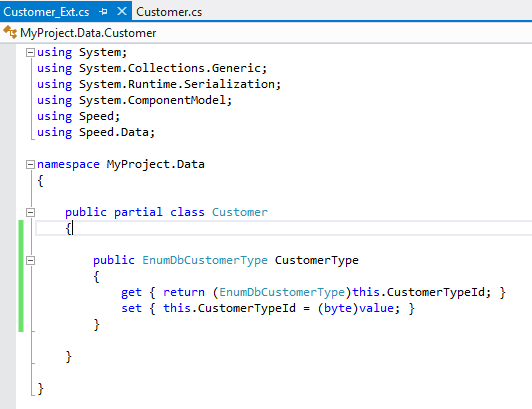 Customer_Ext.cs Customer.cs
MyProject.Data.Customer
using System;
using System.Collections.Generic;
using System.Runtime.Serialization;
using System.ComponentModel;
using Speed;
using Speed.Data;
namespace MyProject.Data
{
public partial class Customer
{
public EnumDbCustomerType CustomerType
{
get { return (EnumDbCustomerType)this.CustomerTypeId; }
set { this.CustomerTypeId = (byte)value; }
}
}
}